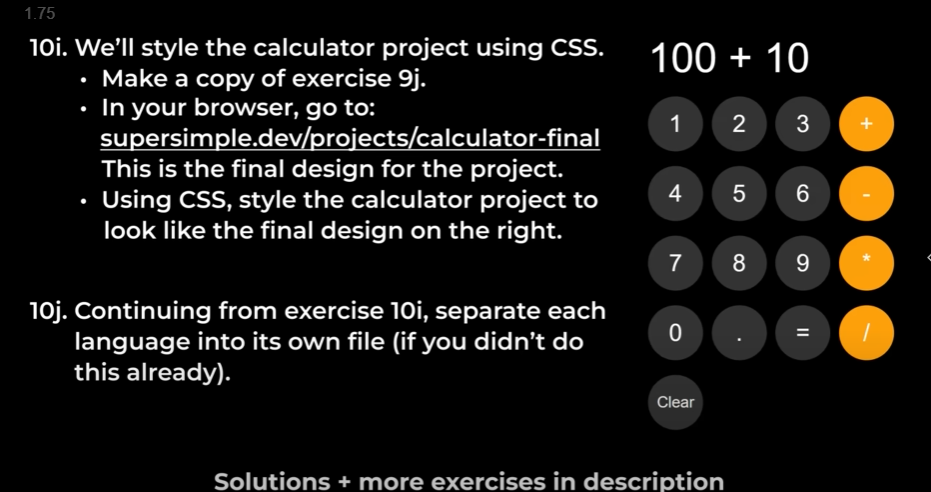 1.75
10i. We’ll style the calculator project using CSS.
• Make a copy of exercise 9j.
• In your browser, go to:
supersimple.dev/projects/calculator-final
This is the final design for the project.
• Using CSS, style the calculator project to
look like the final design on the right.
10j. Continuing from exercise 10i, separate each
language into its own file (if you didn’t do
this already).
100 + 10
1 2 3 +
4 5 6 -
7 8 9 *
0 . = /
Clear
Solutions + more exercises in description